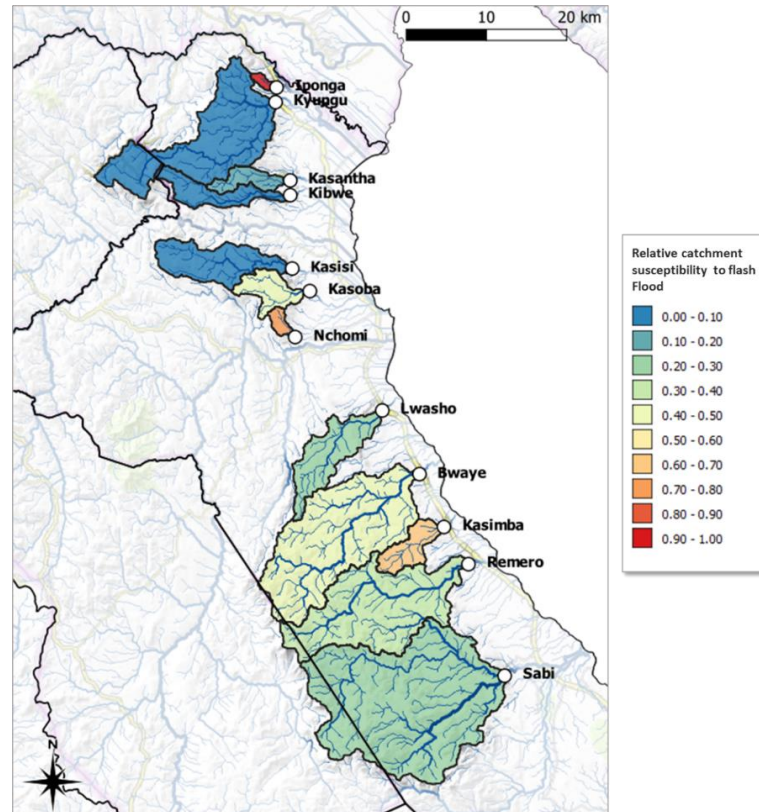 0 10 20 km
Iponga
Kyungu
Kasantha
Kibwe
Kasisi
Kasoba
Nchomi
Lwasho
Bwaye
Kasimba
Remero
Sabi
N
Relative catchment
susceptibility to flash
Flood
0.00 - 0.10
0.10 - 0.20
0.20 - 0.30
0.30 - 0.40
0.40 - 0.50
0.50 - 0.60
0.60 - 0.70
0.70 - 0.80
0.80 - 0.90
0.90 - 1.00